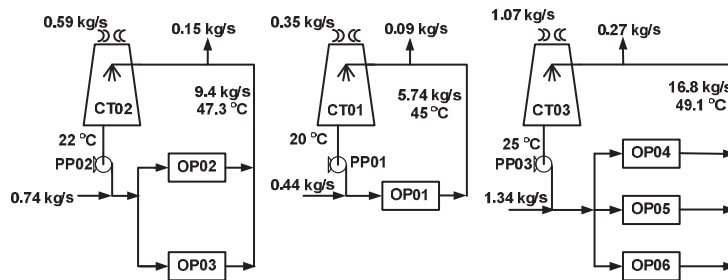 0.59 kg/s
0.15 kg/s
CT02
9.4 kg/s
47.3 °C
22 °C
PP02
OP02
0.74 kg/s
OP03
0.35 kg/s
0.09 kg/s
CT01
5.74 kg/s
45 °C
20 °C
PP01
0.44 kg/s
OP01
1.07 kg/s
0.27 kg/s
CT03
16.8 kg/s
49.1 °C
25 °C
PP03
OP04
1.34 kg/s
OP05
OP06